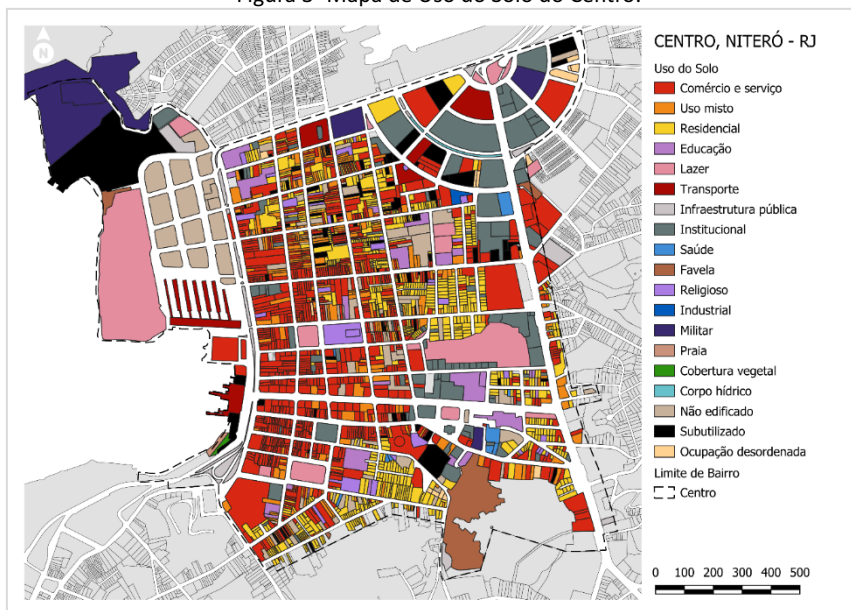 Figura 5- Mapa de Uso do Solo do Centro.
N
CENTRO, NITERÓ - RJ
Uso do Solo
Comércio e serviço
Uso misto
Residencial
Educação
Lazer
Transporte
Infraestrutura pública
Institucional
Saúde
Favela
Religioso
Industrial
Militar
Praia
Cobertura vegetal
Corpo hídrico
Não edificado
Subutilizado
Ocupação desordenada
Limite de Bairro
Centro
0 100 200 300 400 500